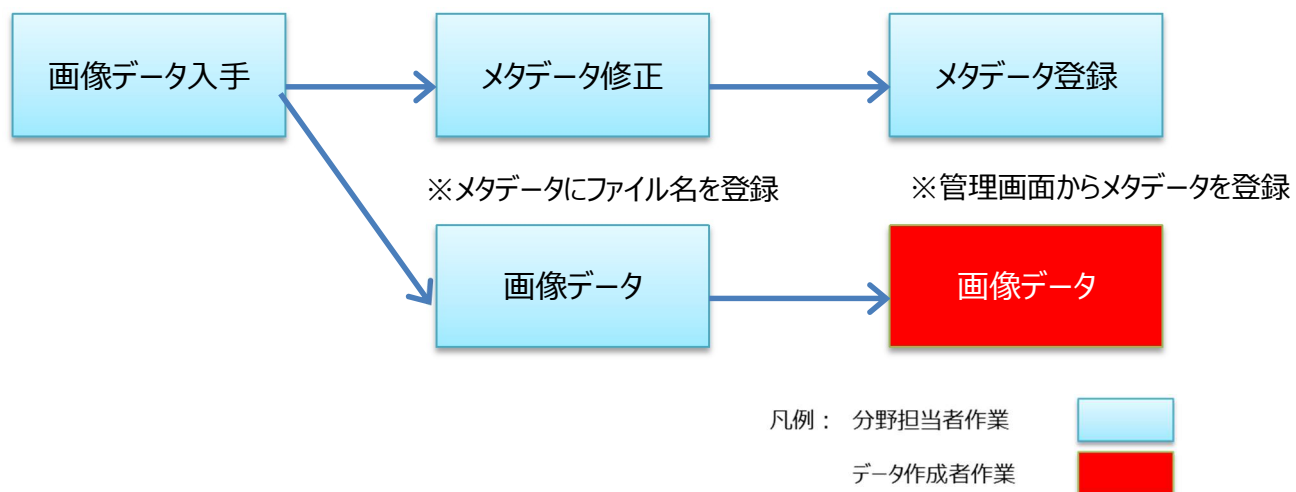 画像データ入手
メタデータ修正
メタデータ登録
※メタデータにファイル名を登録
※管理画面からメタデータを登録
画像データ
画像データ
凡例： 分野担当者作業
データ作成者作業